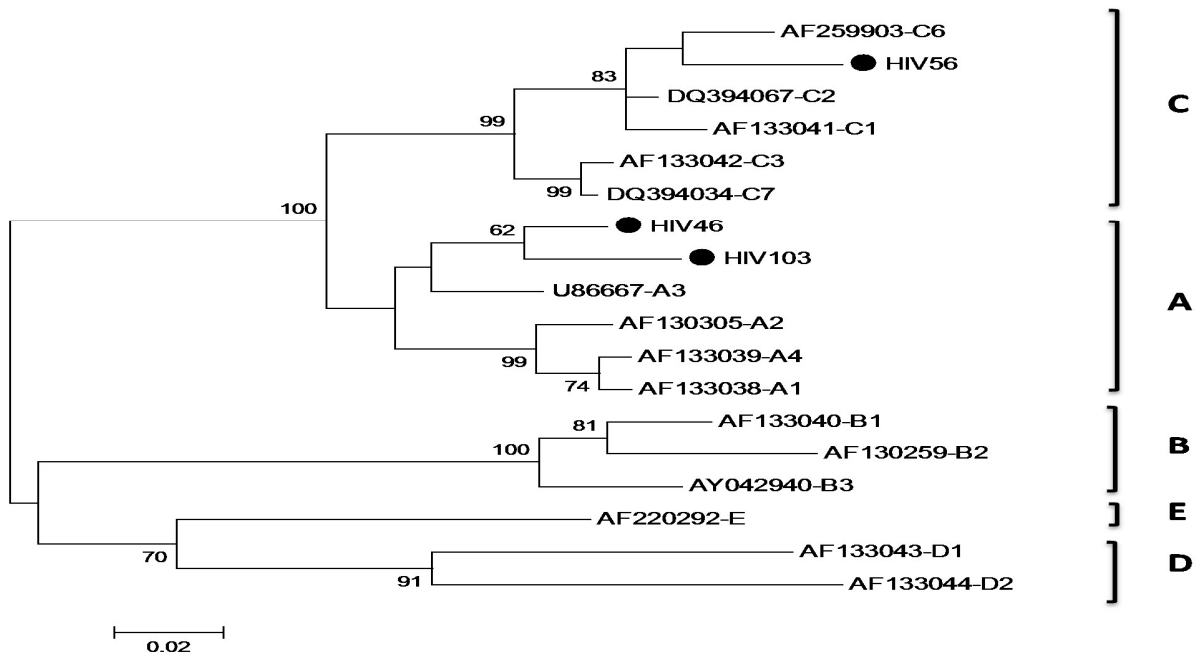 AF259903-C6
HIV56
83
DQ394067-C2
C
99
AF133041-C1
AF133042-C3
99
DQ394034-C7
100
62
HIV46
HIV103
U86667-A3
A
AF130305-A2
99
AF133039-A4
74
AF133038-A1
81
AF133040-B1
B
100
AF130259-B2
AY042940-B3
AF220292-E
E
70
AF133043-D1
D
91
AF133044-D2
0.02